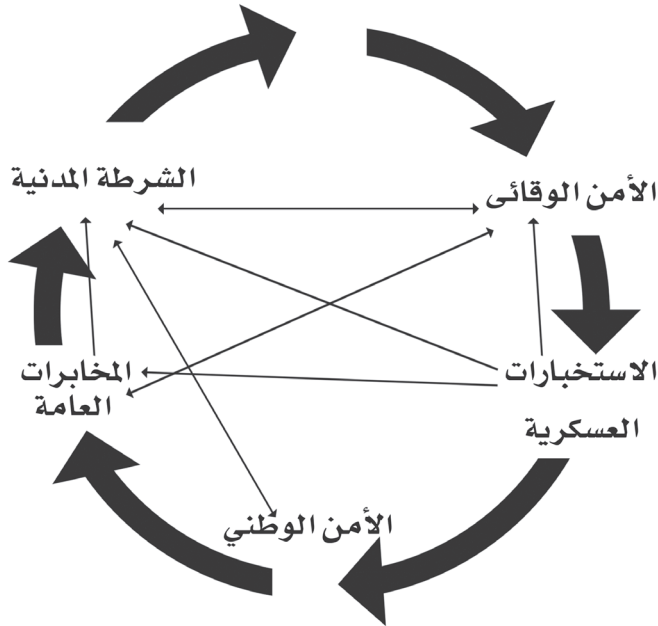 الشرطة المدنية
الأمن الوقائى
الاستخبارات
العسكرية
المخابرات
العامة
الأمن الوطني